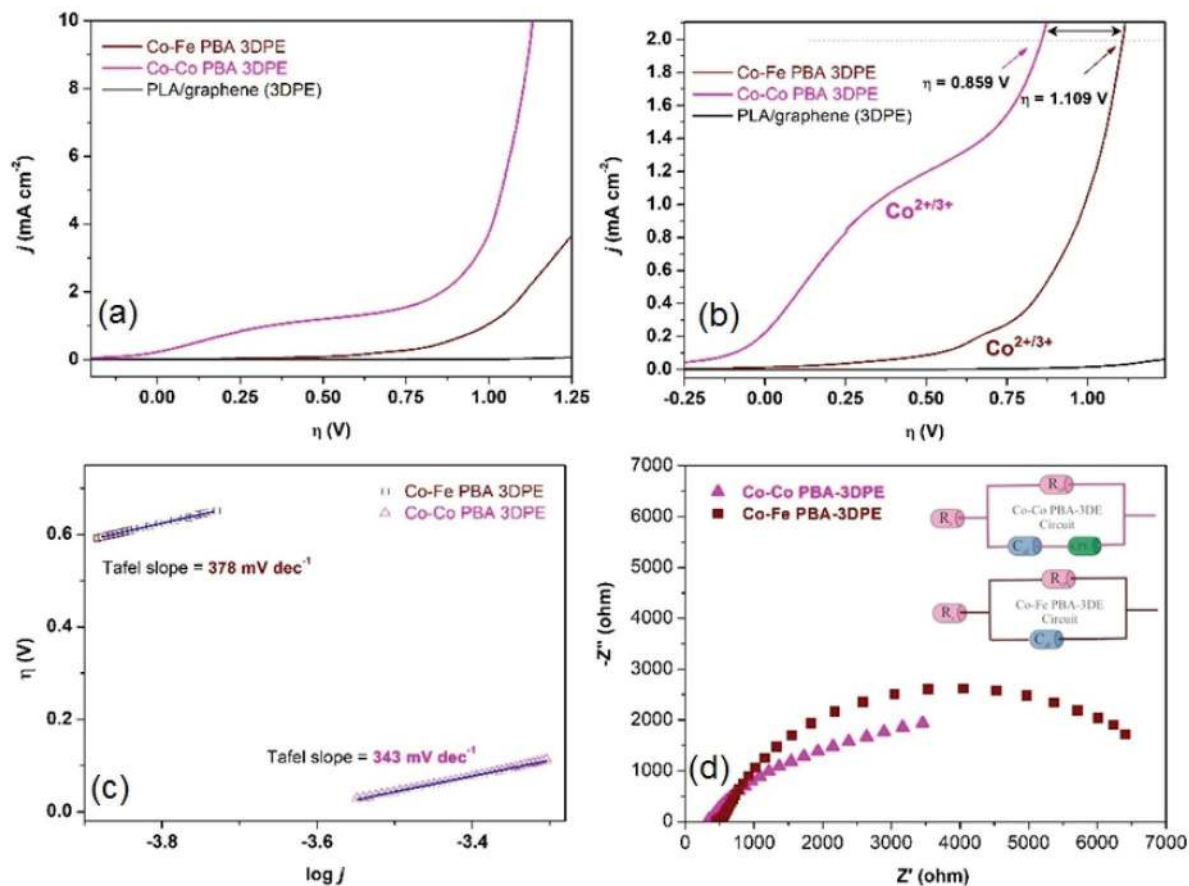 Co-Fe PBA 3DPE
Co-Co PBA 3DPE
PLA/graphene (3DPE)
10
8
6
4
2
0
j (mA cm⁻²)
(a)
0.00 0.25 0.50 0.75 1.00 1.25
η (V)
Co-Fe PBA 3DPE
Co-Co PBA 3DPE
PLA/graphene (3DPE)
η = 0.859 V
η = 1.109 V
Co²⁺/³⁺
Co²⁺/³⁺
2.0
1.8
1.6
1.4
1.2
1.0
0.8
0.6
0.4
0.2
0.0
j (mA cm⁻²)
(b)
-0.25 0.00 0.25 0.50 0.75 1.00
η (V)
Co-Fe PBA 3DPE
Co-Co PBA 3DPE
Tafel slope = 378 mV dec⁻¹
Tafel slope = 343 mV dec⁻¹
0.6
0.4
0.2
0.0
η (V)
(c)
-3.8 -3.6 -3.4
log j
Co-Co PBA-3DPE
Co-Fe PBA-3DPE
R
R
Co-Co PBA-3DE
Circuit
C
R
R
Co-Fe PBA-3DE
Circuit
C
7000
6000
5000
4000
3000
2000
1000
0
-Z'' (ohm)
(d)
0 1000 2000 3000 4000 5000 6000 7000
Z' (ohm)